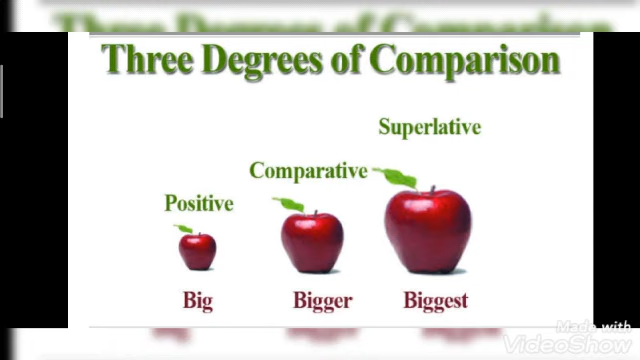 Three Degrees of Comparison
Superlative
Comparative
Positive
Big Bigger Biggest
Made with
VideoShow